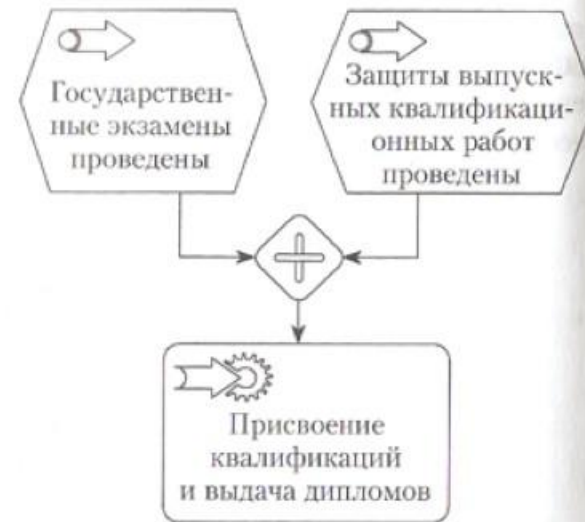 Государствен-
ные экзамены
проведены
Защиты выпуск-
ных квалификаци-
онных работ
проведены
Присвоение
квалификаций
и выдача дипломов